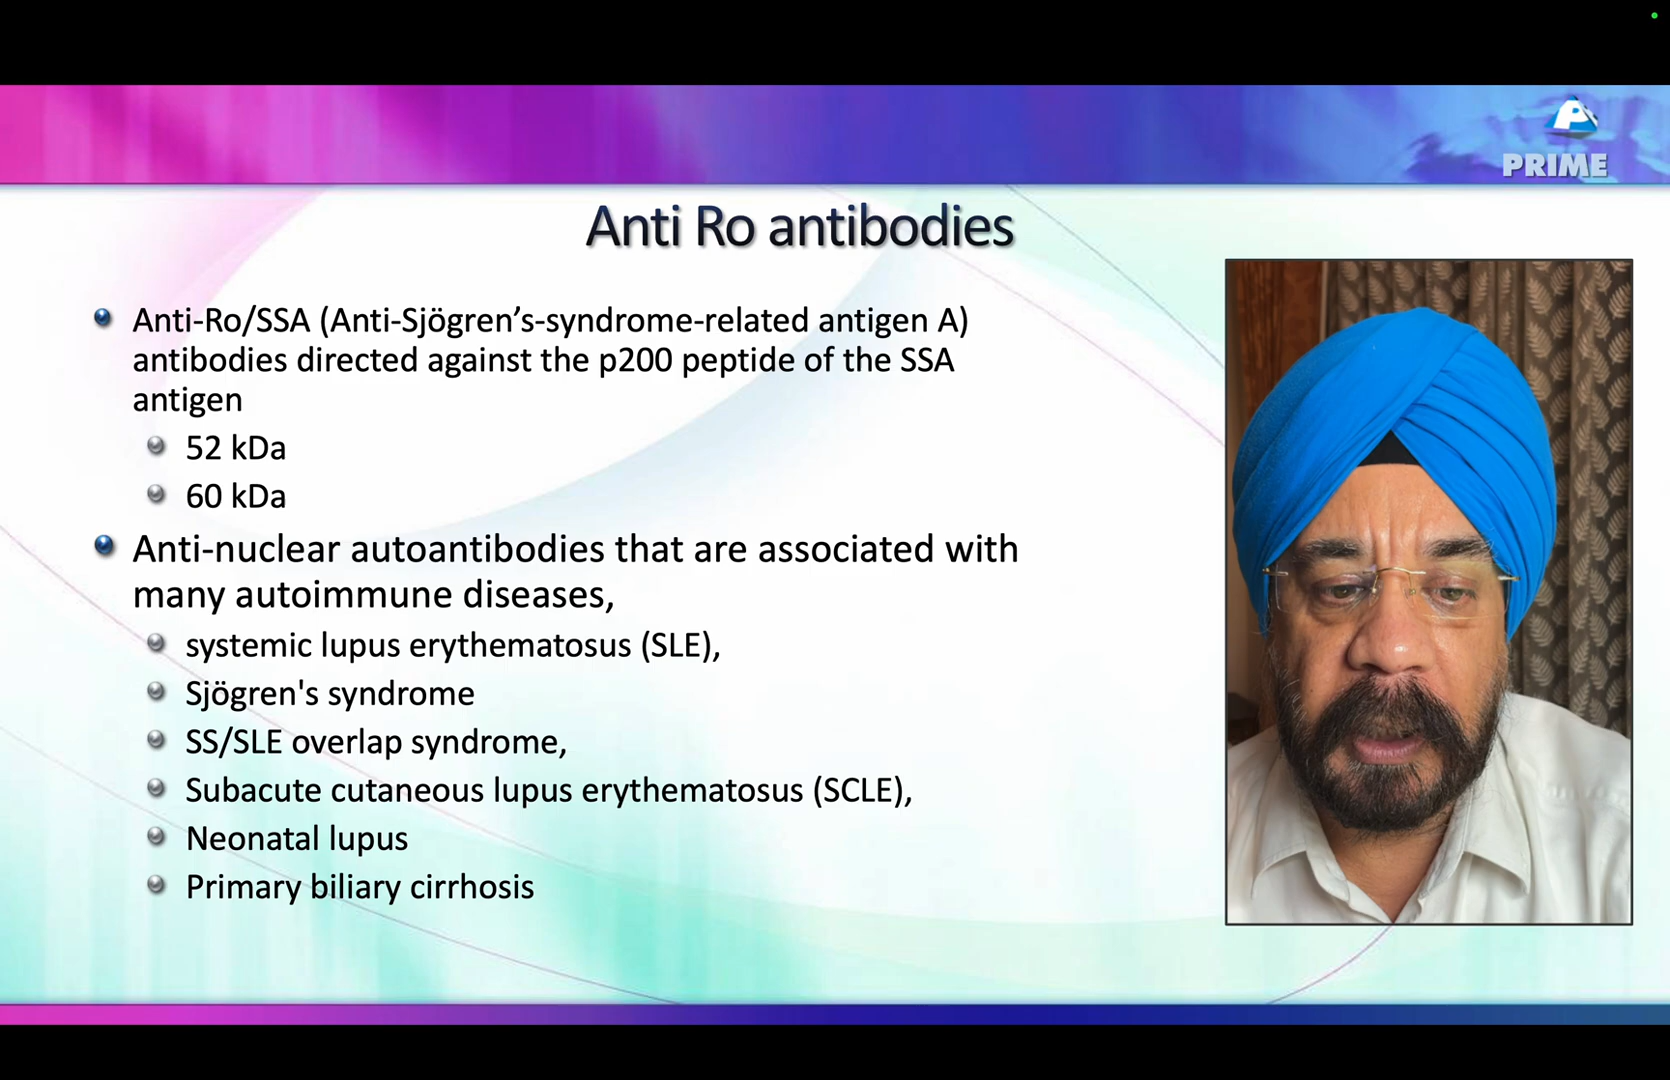 PRIME
Anti Ro antibodies
Anti-Ro/SSA (Anti-Sjögren’s-syndrome-related antigen A)
antibodies directed against the p200 peptide of the SSA
antigen
52 kDa
60 kDa
Anti-nuclear autoantibodies that are associated with
many autoimmune diseases,
systemic lupus erythematosus (SLE),
Sjögren's syndrome
SS/SLE overlap syndrome,
Subacute cutaneous lupus erythematosus (SCLE),
Neonatal lupus
Primary biliary cirrhosis